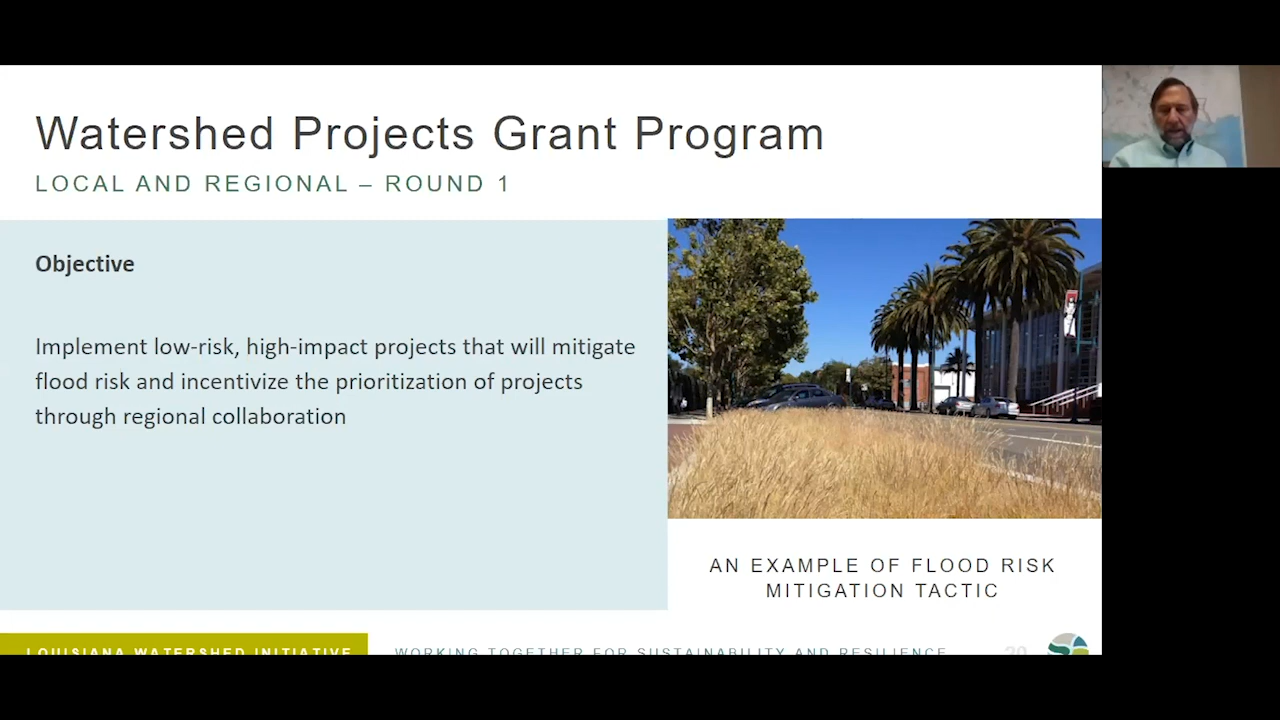 Watershed Projects Grant Program
LOCAL AND REGIONAL – ROUND 1
Objective
Implement low-risk, high-impact projects that will mitigate
flood risk and incentivize the prioritization of projects
through regional collaboration
AN EXAMPLE OF FLOOD RISK
MITIGATION TACTIC
LOUISIANA WATERSHED INITIATIVE
WORKING TOGETHER FOR SUSTAINABILITY AND RESILIENCE
20